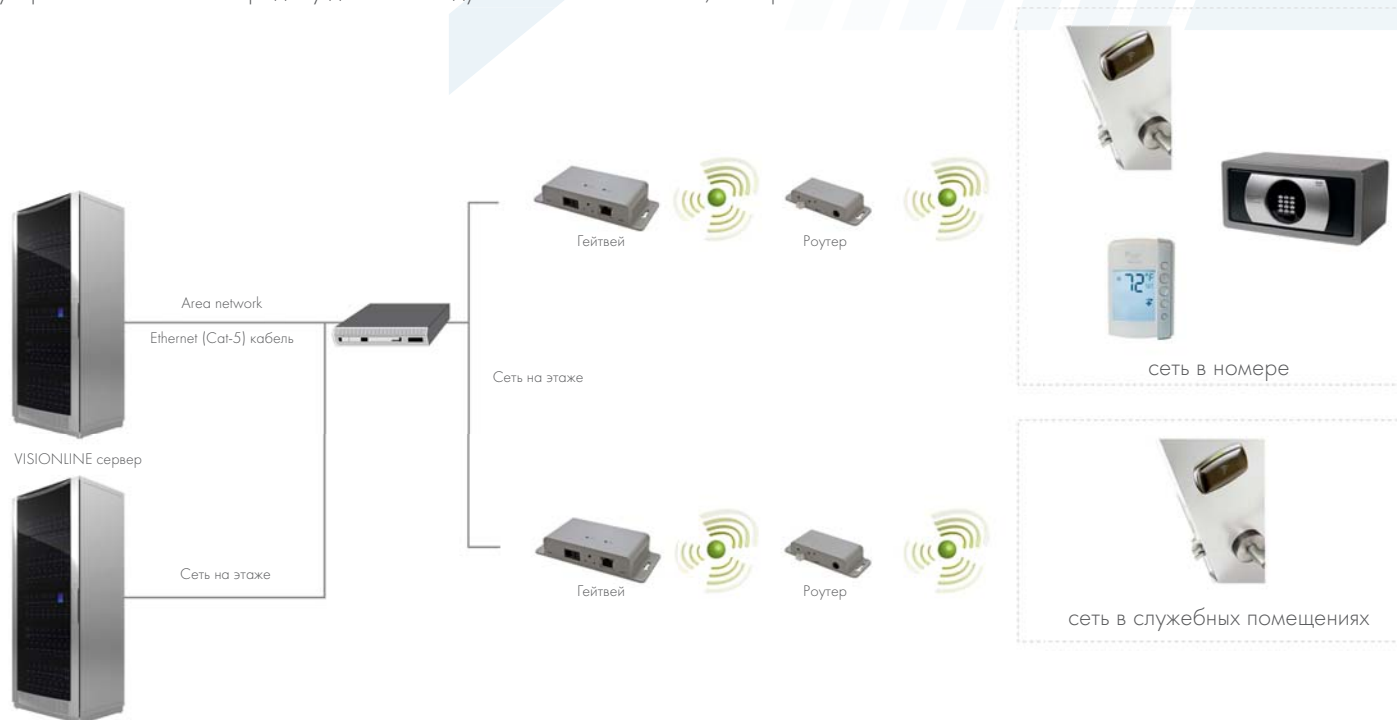 Гейтвей
Роутер
Area network
Ethernet (Cat-5) кабель
Сеть на этаже
72°F
сеть в номере
VISIONLINE сервер
Сеть на этаже
Гейтвей
Роутер
сеть в служебных помещениях